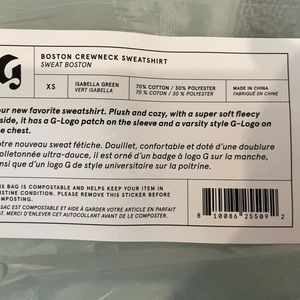 G
BOSTON CREWNECK SWEATSHIRT
SWEAT BOSTON
XS
ISABELLA GREEN
VERT ISABELLA
70% COTTON / 30% POLYESTER
70 % COTON / 30 % POLYESTER
MADE IN CHINA
FABRIQUÉ EN CHINE
our new favorite sweatshirt. Plush and cozy, with a super soft fleecy
side, it has a G-Logo patch on the sleeve and a varsity style G-Logo on
e chest.
otre nouveau sweat fétiche. Douillet, confortable et doté d'une doublure
olletonnée ultra-douce, il est orné d'un badge à logo G sur la manche,
nsi que d'un logo G de style universitaire sur la poitrine.
IS BAG IS COMPOSTABLE AND HELPS KEEP YOUR ITEM IN
ISTINE CONDITION. PLEASE REMOVE THIS STICKER BEFORE
MPOSTING.
SAC EST COMPOSTABLE ET AIDE À GARDER VOTRE ARTICLE EN PARFAIT
AT. MERCI D'ENLEVER CET AUTOCOLLANT AVANT DE LE COMPOSTER.
8 10086 25509 2